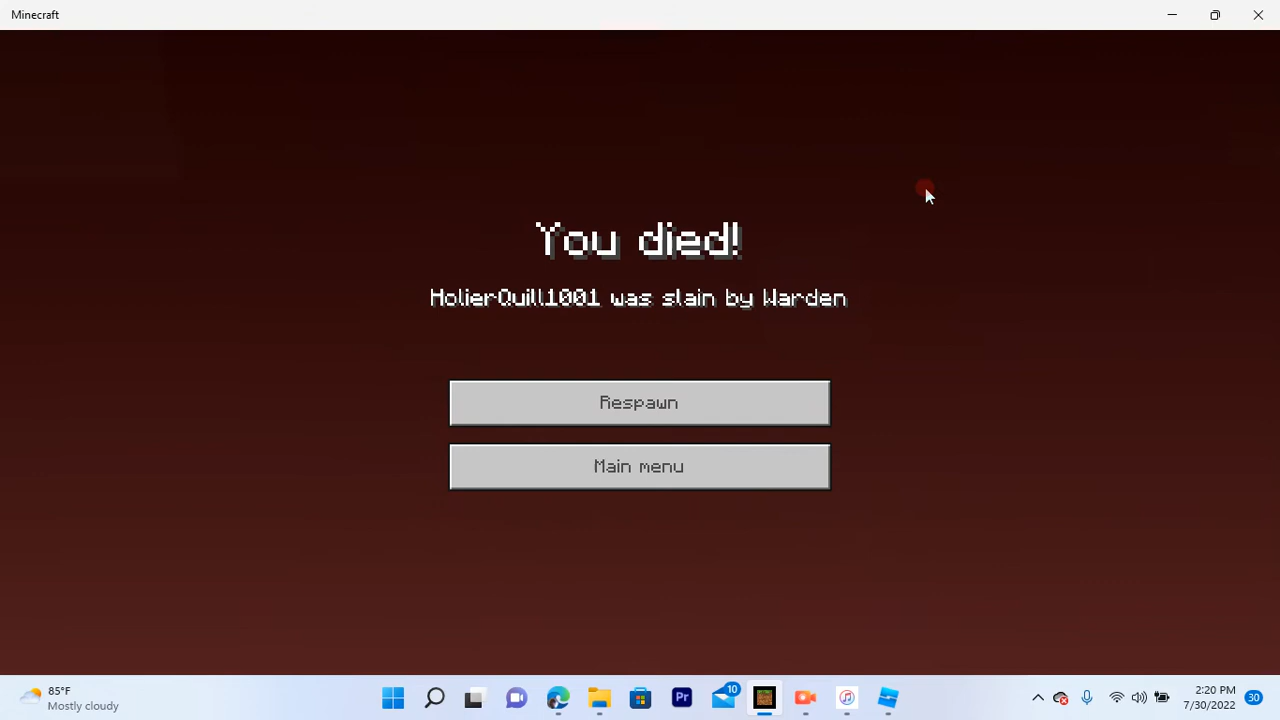 Minecraft
You died!
HolierQuill1001 was slain by Warden
Respawn
Main menu
85°F
Mostly cloudy
Pr
10
2:20 PM
7/30/2022
30